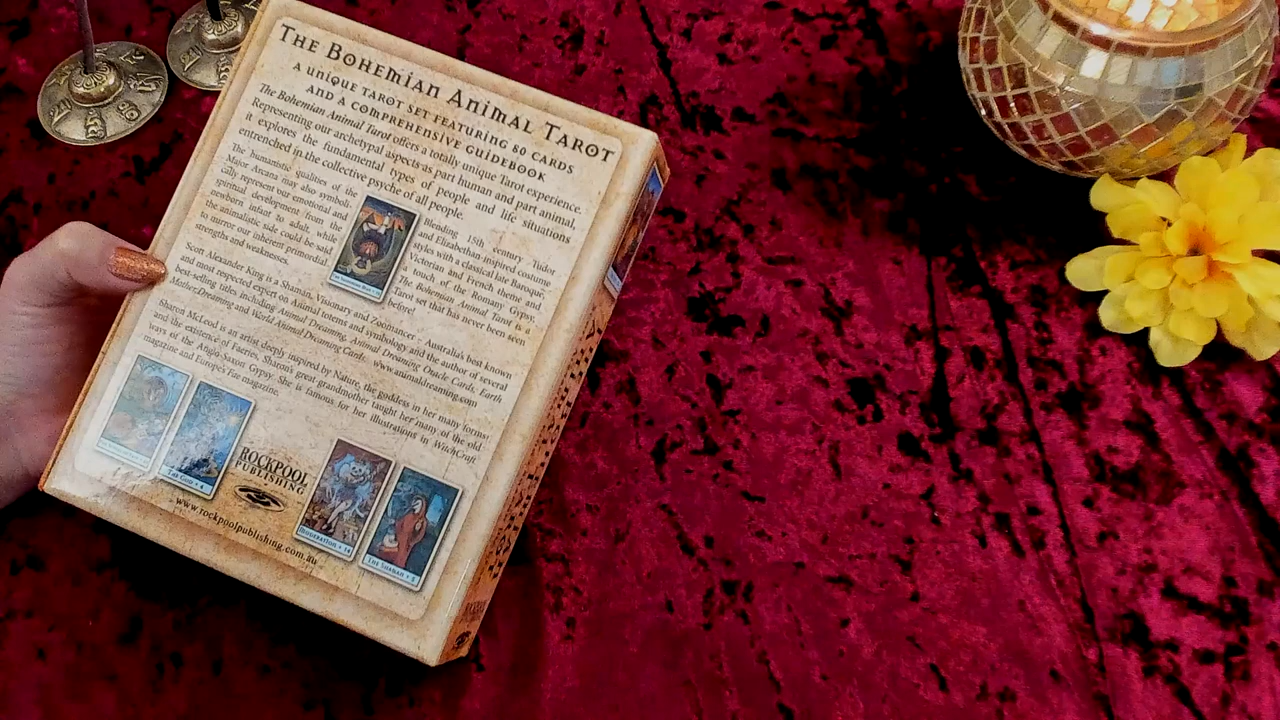 THE BOHEMIAN ANIMAL TAROT
A UNIQUE TAROT SET FEATURING 80 CARDS
AND A COMPREHENSIVE GUIDEBOOK
The Bohemian Animal Tarot offers a totally unique Tarot experience.
Representing our archetypal aspects as part human and part animal,
it explores the fundamental types of people and life situations
entrenched in the collective psyche of all people.
The humanistic qualities of the
Major Arcana may also symboli-
cally represent our emotional and
spiritual development from the
newborn infant to adult, while
the animalistic side could be said
to mirror our inherent primordial
strengths and weaknesses.
Blending 15th century Tudor
and Elizabethan-inspired costume
styles with a classical late Baroque,
Victorian and French theme and
a touch of the Romany Gypsy,
The Bohemian Animal Tarot is a
Tarot set that has never been seen
before!
Scott Alexander King is a Shaman, Visionary and Zoomancer - Australia's best known
and most respected expert on Animal totems and symbology and the author of several
best-selling titles including Animal Dreaming, Animal Dreaming Oracle Cards, Earth
Mother Dreaming and World Animal Dreaming Cards. www.animaldreaming.com
Sharon McLeod is an artist deeply inspired by Nature, the goddess in her many forms
and the existence of Faeries. Sharon's great grandmother taught her many of the old
ways of the Anglo-Saxon Gypsy. She is famous for her illustrations in WitchCraft
magazine and Europe's Fae magazine.
THE GOD • 4
ROCKPOOL
PUBLISHING
www.rockpoolpublishing.com.au
MODERATION • 14
THE SHAMAN • 5